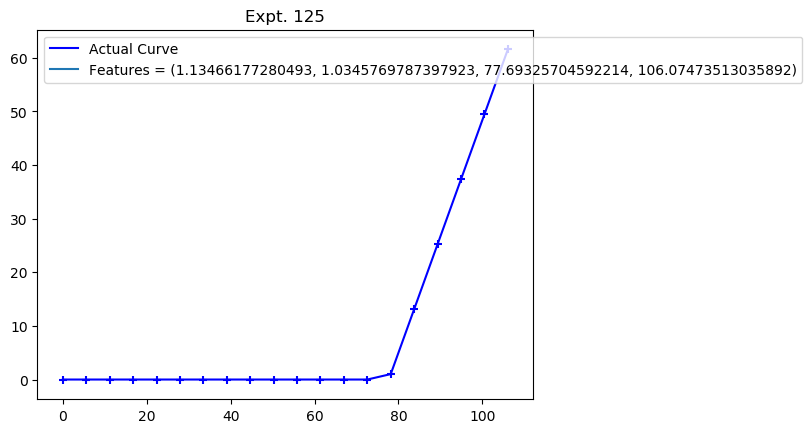 Expt. 125
Actual Curve
Features = (1.13466177280493, 1.0345769787397923, 77.69325704592214, 106.07473513035892)
60
50
40
30
20
10
0
0 20 40 60 80 100